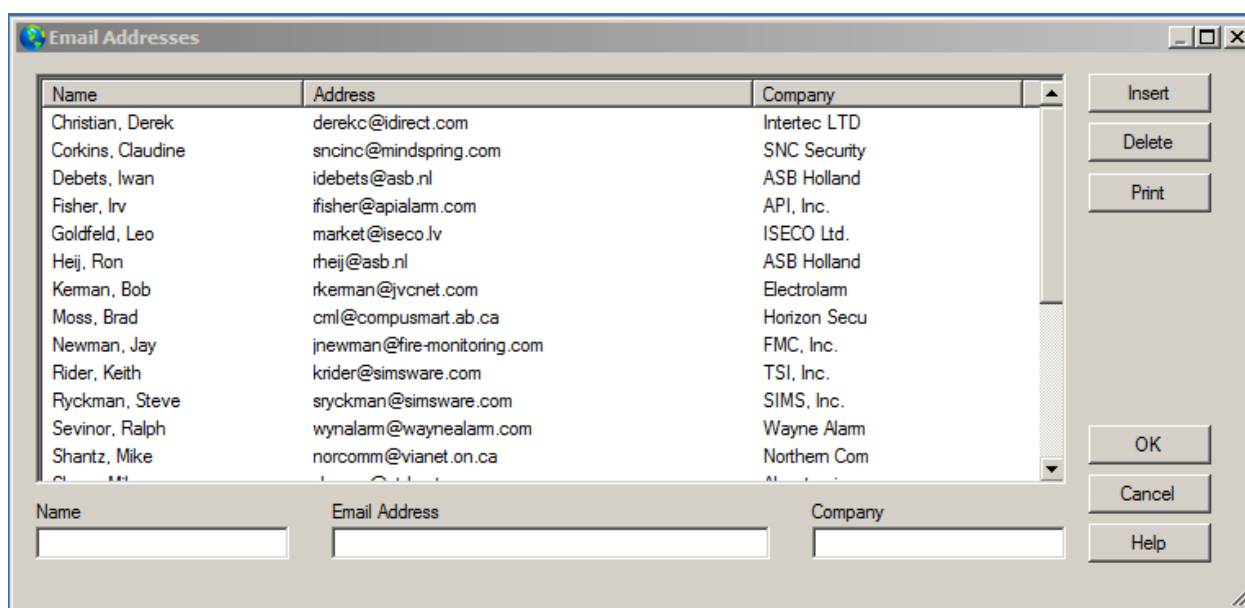 Email Addresses
Name Address Company
Insert
Christian, Derek derekc@idirect.com Intertec LTD
Corkins, Claudine sncinc@mindspring.com SNC Security
Delete
Debets, Iwan idebets@asb.nl ASB Holland
Print
Fisher, Irv ifisher@apialarm.com API, Inc.
Goldfeld, Leo market@iseco.lv ISECO Ltd.
Heij, Ron rheij@asb.nl ASB Holland
Kerman, Bob rkerman@jvcnet.com Electrolarm
Moss, Brad cml@compusmart.ab.ca Horizon Secu
Newman, Jay jnewman@fire-monitoring.com FMC, Inc.
Rider, Keith krider@simsware.com TSI, Inc.
Ryckman, Steve sryckman@simsware.com SIMS, Inc.
Sevinor, Ralph wynalarm@waynealarm.com Wayne Alarm
Shantz, Mike norcomm@vianet.on.ca Northern Com
OK
Cancel
Name Email Address Company
Help